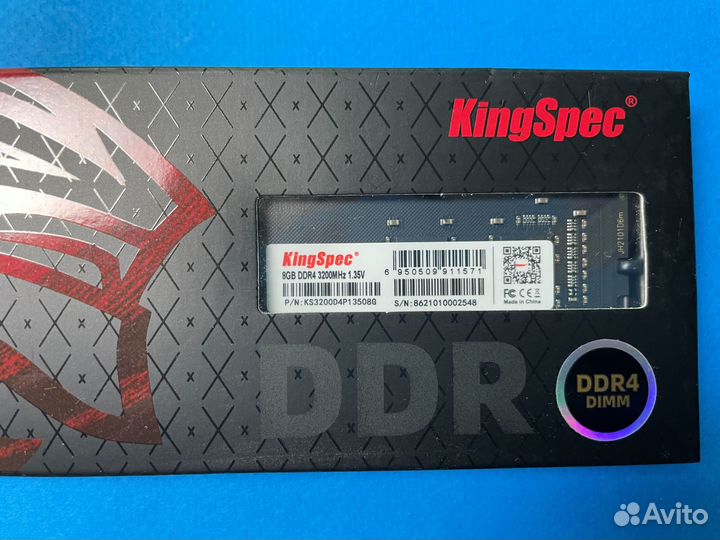 KingSpec®
KingSpec®
8GB DDR4 3200MHz 1.35V
P/N:KS3200D4P13508G
6 950509 911571
S/N:8621010002548
Made in China
JH2101D6m
DDR
DDR4
DIMM
Avito